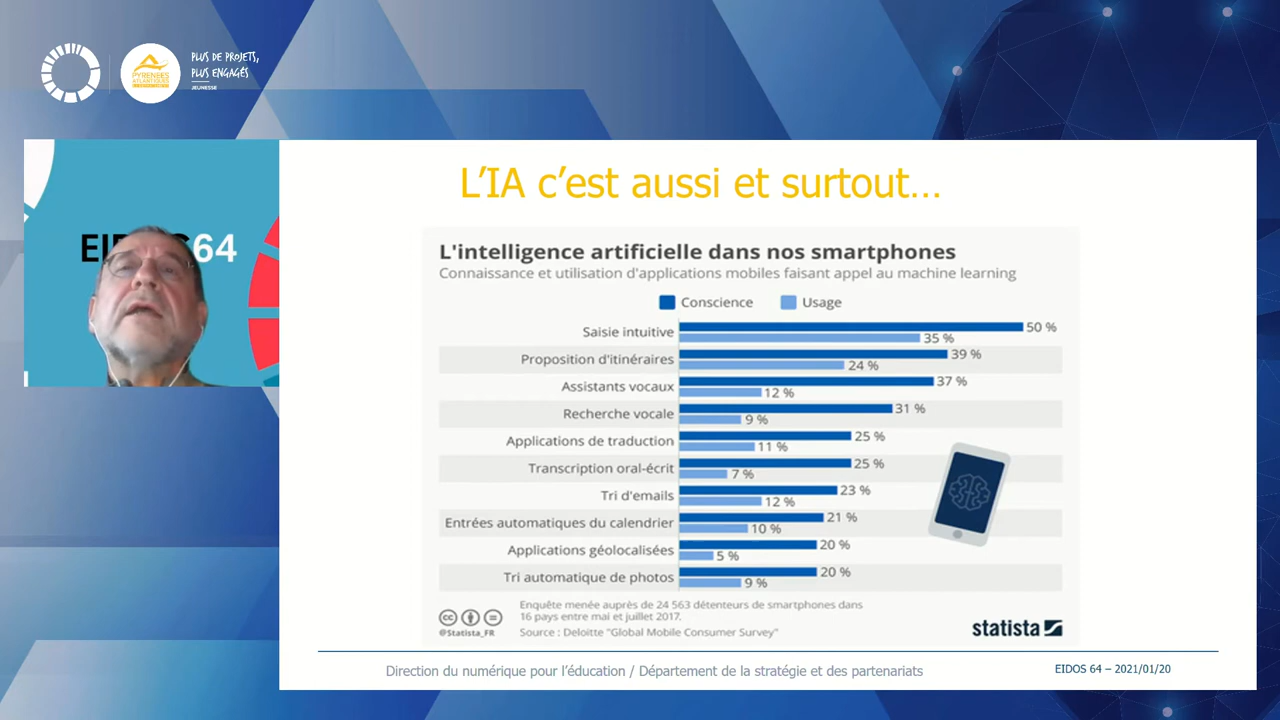 PLUS DE PROJETS,
PLUS ENGAGÉS
JEUNESSE
PYRÉNÉES
ATLANTIQUES
64
L'IA c'est aussi et surtout…
L'intelligence artificielle dans nos smartphones
Connaissance et utilisation d'applications mobiles faisant appel au machine learning
Conscience Usage
Saisie intuitive 50 % 35 %
Proposition d'itinéraires 39 % 24 %
Assistants vocaux 37 % 12 %
Recherche vocale 31 % 9 %
Applications de traduction 25 % 11 %
Transcription oral-écrit 25 % 7 %
Tri d'emails 23 % 12 %
Entrées automatiques du calendrier 21 % 10 %
Applications géolocalisées 20 % 5 %
Tri automatique de photos 20 % 9 %
cc
@Statista_FR
Enquête menée auprès de 24 563 détenteurs de smartphones dans
16 pays entre mai et juillet 2017.
Source : Deloitte "Global Mobile Consumer Survey"
statista
Direction du numérique pour l'éducation / Département de la stratégie et des partenariats
EIDOS 64 – 2021/01/20